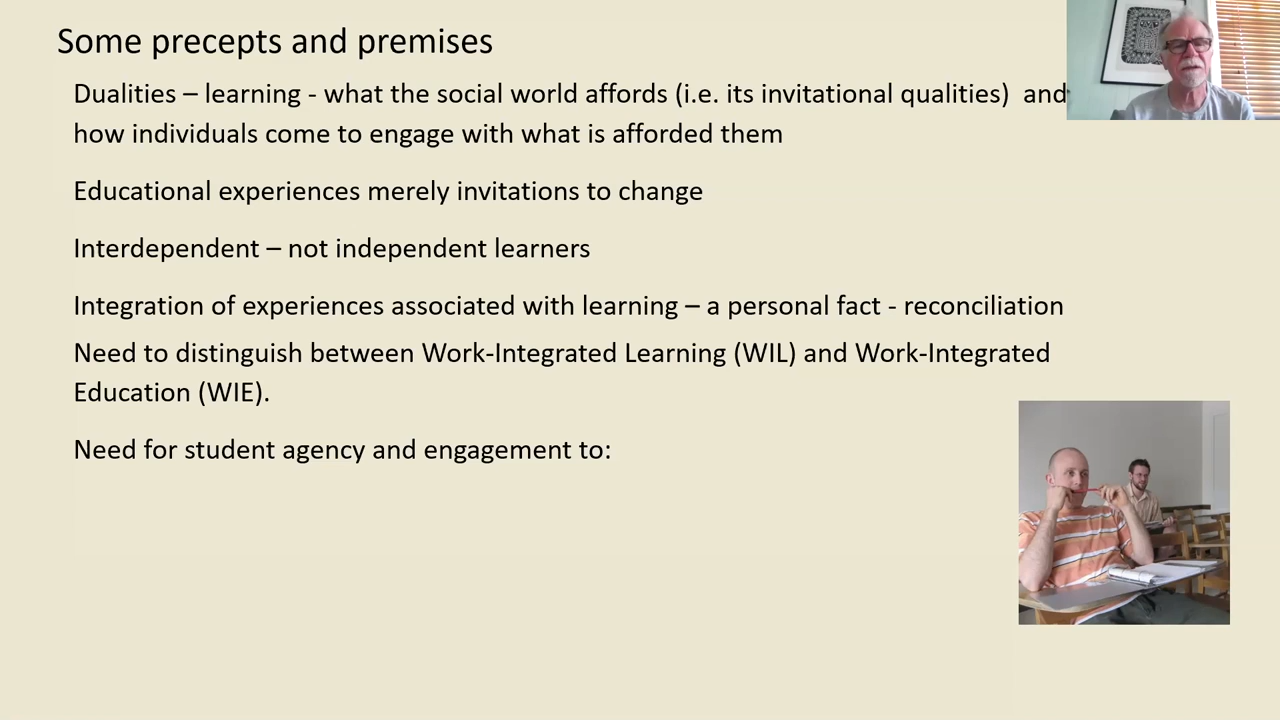 Some precepts and premises
Dualities – learning - what the social world affords (i.e. its invitational qualities)  and
how individuals come to engage with what is afforded them
Educational experiences merely invitations to change
Interdependent – not independent learners
Integration of experiences associated with learning – a personal fact - reconciliation
Need to distinguish between Work-Integrated Learning (WIL) and Work-Integrated
Education (WIE).
Need for student agency and engagement to: